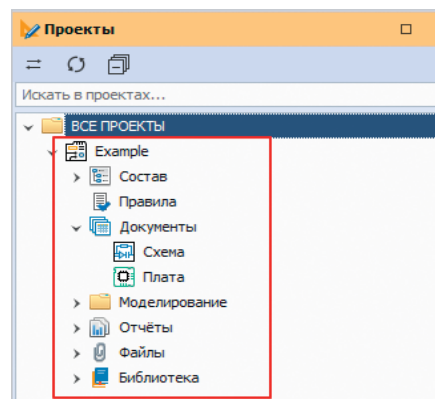 Проекты
Искать в проектах...
ВСЕ ПРОЕКТЫ
Example
Состав
Правила
Документы
Схема
Плата
Моделирование
Отчёты
Файлы
Библиотека